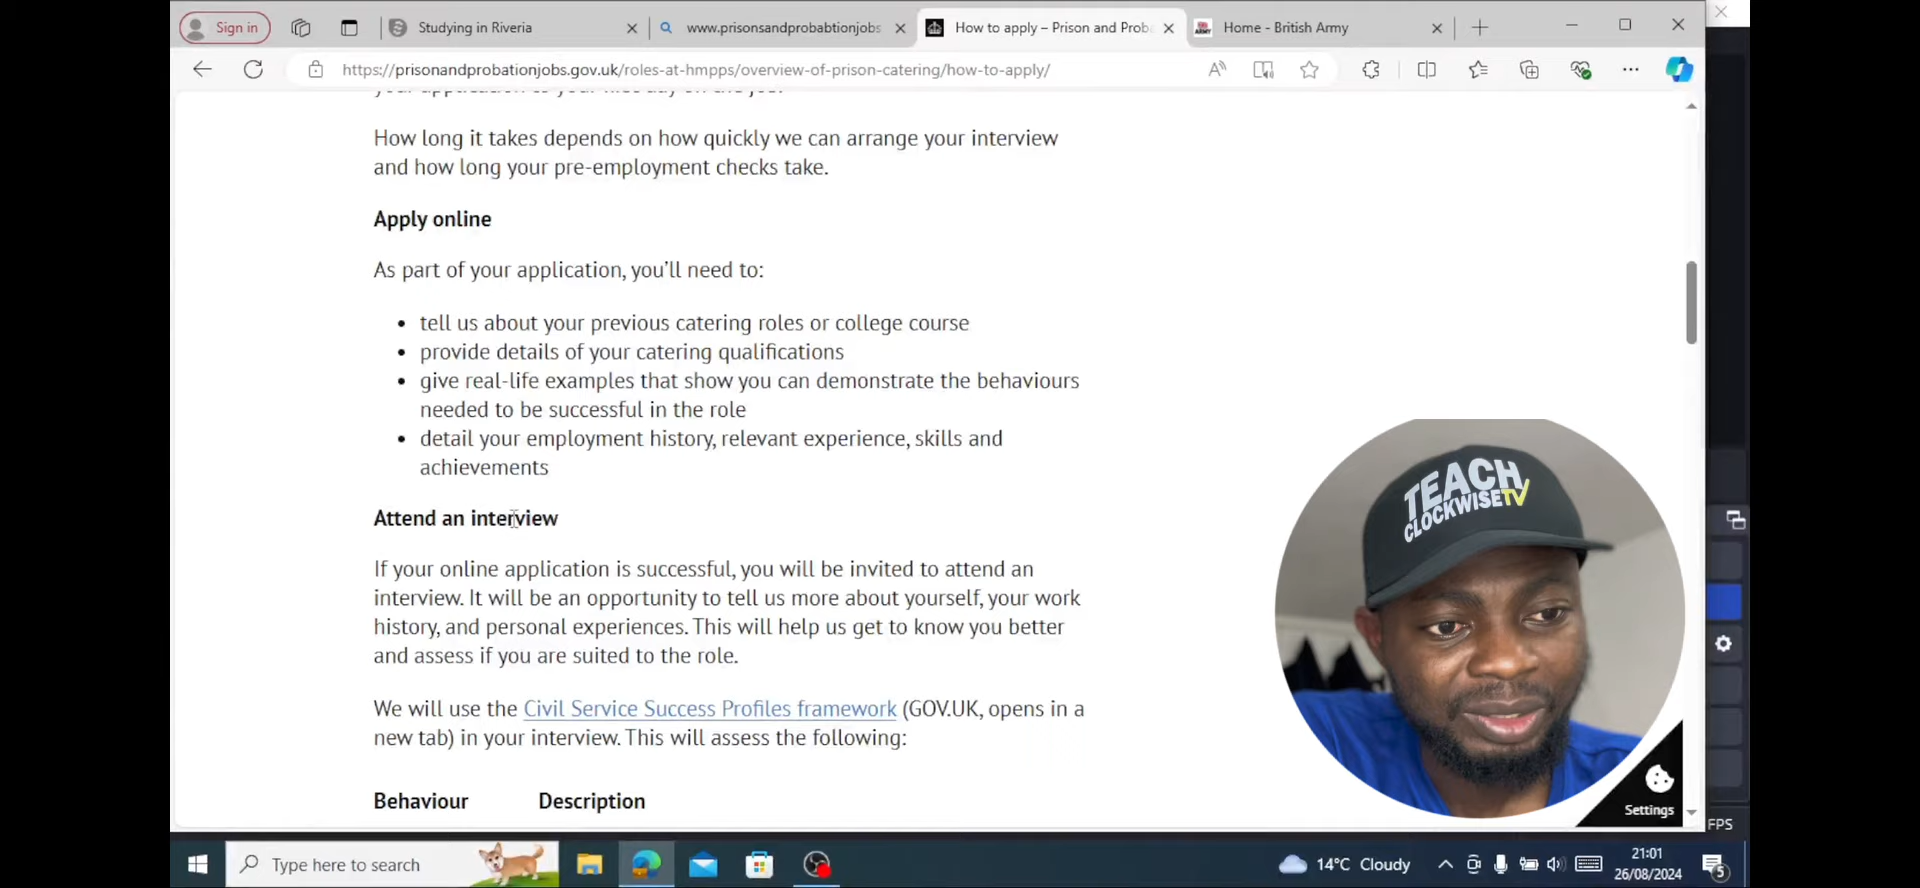 Sign in
Studying in Riveria
www.prisonsandprobabtionjobs
How to apply – Prison and Prob
Home - British Army
https://prisonandprobationjobs.gov.uk/roles-at-hmpps/overview-of-prison-catering/how-to-apply/
How long it takes depends on how quickly we can arrange your interview
and how long your pre-employment checks take.
Apply online
As part of your application, you'll need to:
• tell us about your previous catering roles or college course
• provide details of your catering qualifications
• give real-life examples that show you can demonstrate the behaviours
needed to be successful in the role
• detail your employment history, relevant experience, skills and
achievements
Attend an interview
If your online application is successful, you will be invited to attend an
interview. It will be an opportunity to tell us more about yourself, your work
history, and personal experiences. This will help us get to know you better
and assess if you are suited to the role.
We will use the Civil Service Success Profiles framework (GOV.UK, opens in a
new tab) in your interview. This will assess the following:
Behaviour Description
TEACH
CLOCKWISETV
Settings
FPS
Type here to search
14°C Cloudy
21:01
26/08/2024
5